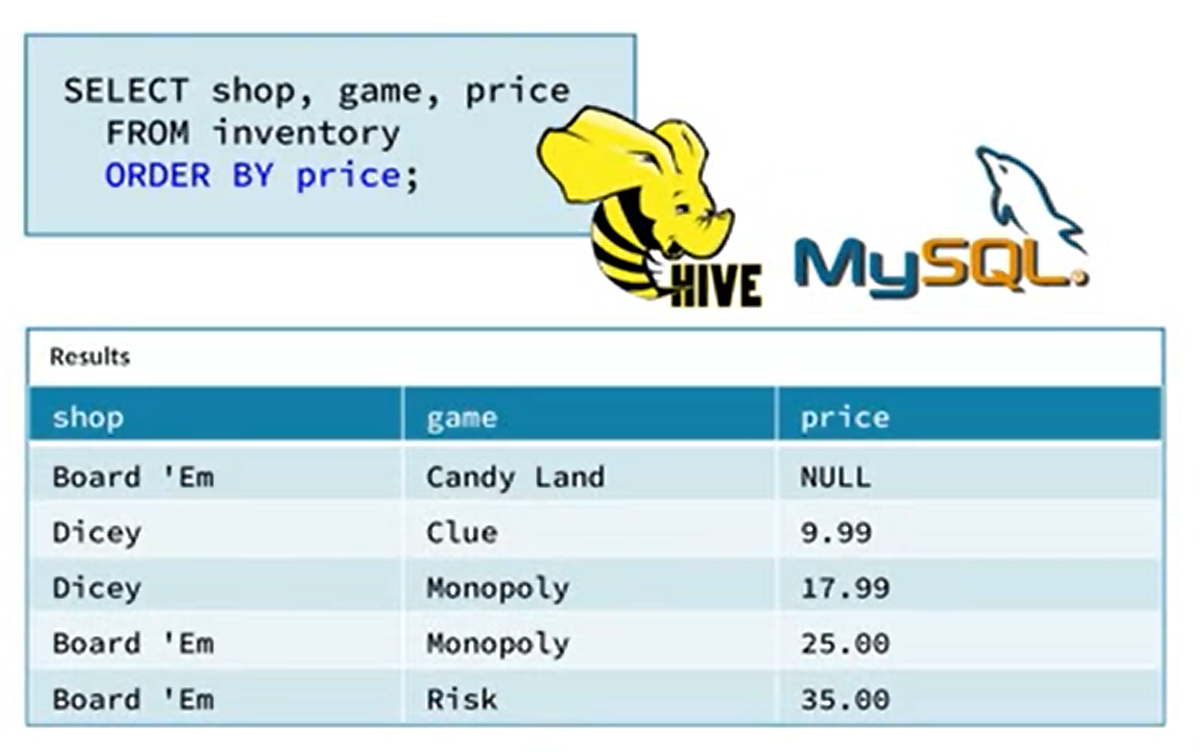 SELECT shop, game, price
FROM inventory
ORDER BY price;
HIVE
MySQL®
Results
shop game price
Board 'Em Candy Land NULL
Dicey Clue 9.99
Dicey Monopoly 17.99
Board 'Em Monopoly 25.00
Board 'Em Risk 35.00